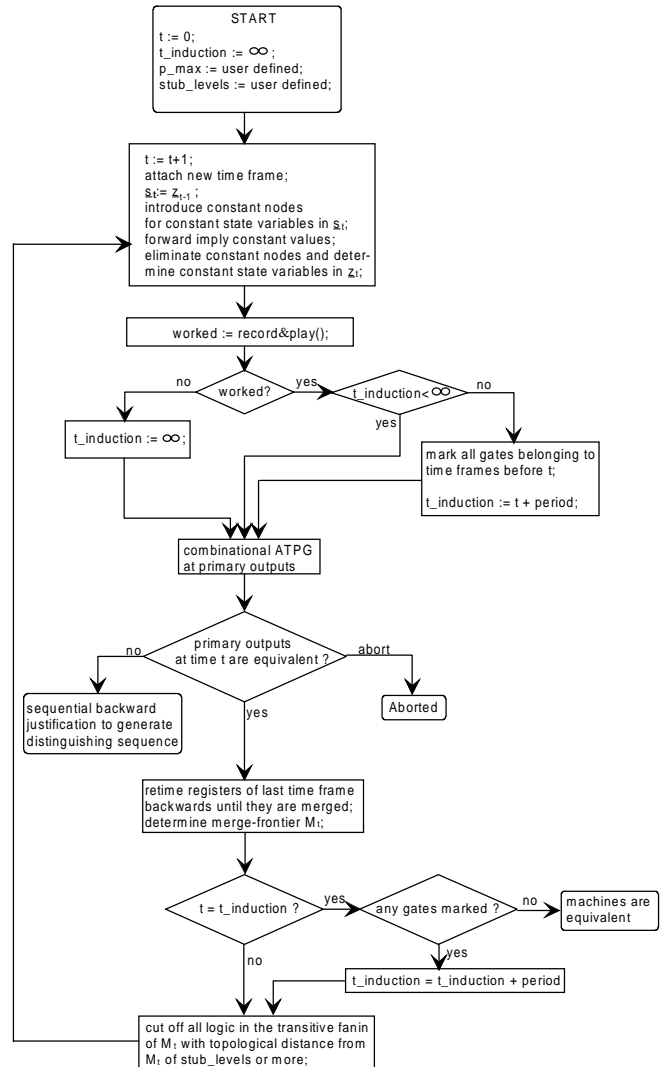 START
t := 0;
t_induction := ∞ ;
p_max := user defined;
stub_levels := user defined;
t := t+1;
attach new time frame;
s_t := z_t-1 ;
introduce constant nodes
for constant state variables in s_t;
forward imply constant values;
eliminate constant nodes and deter-
mine constant state variables in z_t;
worked := record&play();
no
worked?
yes
t_induction< ∞
no
yes
t_induction := ∞;
mark all gates belonging to
time frames before t;
t_induction := t + period;
combinational ATPG
at primary outputs
no
primary outputs
at time t are equivalent ?
abort
yes
sequential backward
justification to generate
distinguishing sequence
Aborted
retime registers of last time frame
backwards until they are merged;
determine merge-frontier M_t;
t = t_induction ?
yes
any gates marked ?
no
machines are
equivalent
no
yes
t_induction = t_induction + period
cut off all logic in the transitive fanin
of M_t with topological distance from
M_t of stub_levels or more;